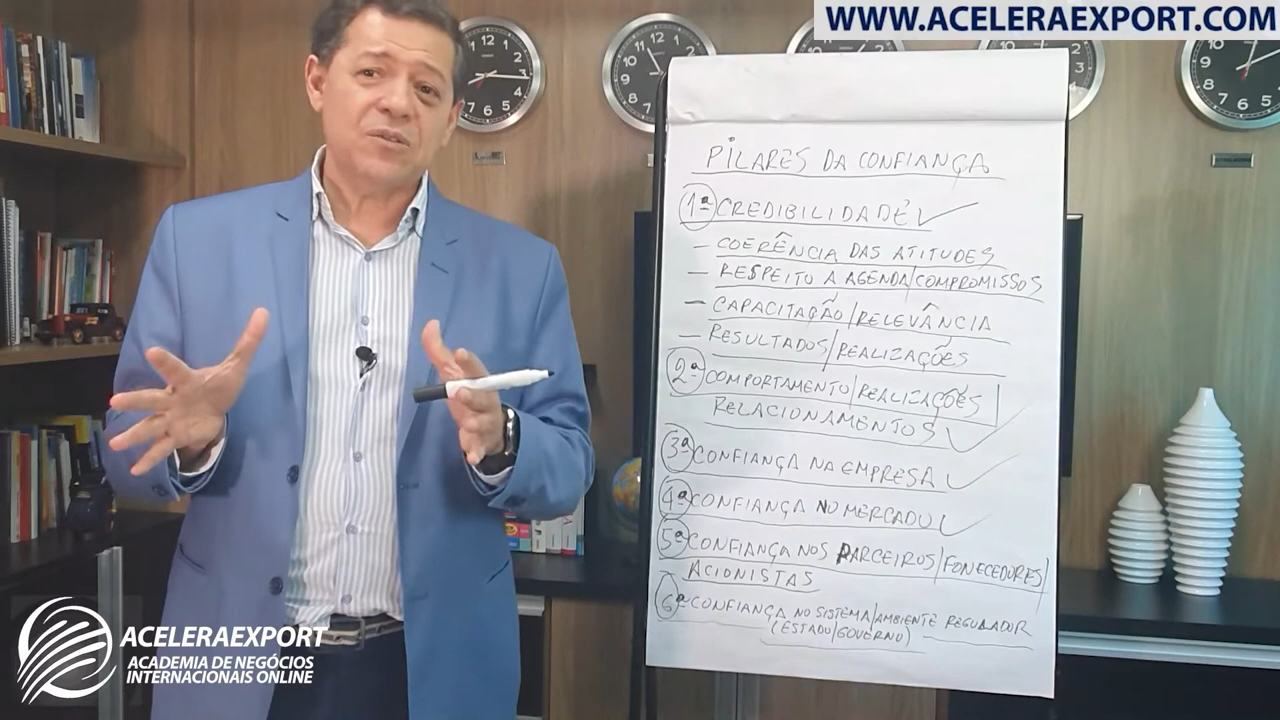 WWW.ACELERAEXPORT.COM
PILARES DA CONFIANÇA
1ª CREDIBILIDADE
- COERÊNCIA DAS ATITUDES
- RESPEITO A AGENDA/COMPROMISSOS
- CAPACITAÇÃO/RELEVÂNCIA
- RESULTADOS/REALIZAÇÕES
2ª COMPORTAMENTO/REALIZAÇÕES
RELACIONAMENTOS
3ª CONFIANÇA NA EMPRESA
4ª CONFIANÇA NO MERCADO
5ª CONFIANÇA NOS PARCEIROS/FONECEDORES/
ACIONISTAS
6ª CONFIANÇA NO SISTEMA/AMBIENTE REGULADOR
(ESTADO/GOVERNO)
ACELERAEXPORT
ACADEMIA DE NEGÓCIOS
INTERNACIONAIS ONLINE